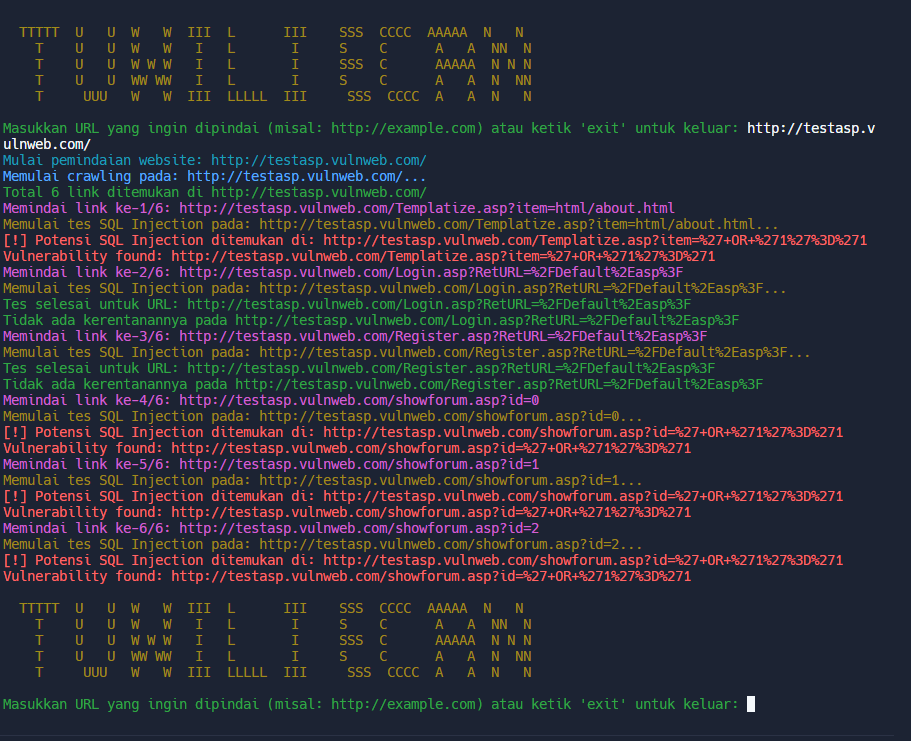 TTTTT  U   U  W   W  III  L      III    SSS  CCCC  AAAAA  N   N
  T    U   U  W   W   I   L       I     S    C      A   A  NN  N
  T    U   U  W W W   I   L       I     SSS  C      AAAAA  N N N
  T    U   U  WW WW   I   L       I     S    C      A   A  N  NN
  T     UUU   W   W  III  LLLLL  III     SSS  CCCC  A   A  N   N
Masukkan URL yang ingin dipindai (misal: http://example.com) atau ketik 'exit' untuk keluar: http://testasp.v
ulnweb.com/
Mulai pemindaian website: http://testasp.vulnweb.com/
Memulai crawling pada: http://testasp.vulnweb.com/...
Total 6 link ditemukan di http://testasp.vulnweb.com/
Memindai link ke-1/6: http://testasp.vulnweb.com/Templatize.asp?item=html/about.html
Memulai tes SQL Injection pada: http://testasp.vulnweb.com/Templatize.asp?item=html/about.html...
[!] Potensi SQL Injection ditemukan di: http://testasp.vulnweb.com/Templatize.asp?item=%27+OR+%271%27%3D%271
Vulnerability found: http://testasp.vulnweb.com/Templatize.asp?item=%27+OR+%271%27%3D%271
Memindai link ke-2/6: http://testasp.vulnweb.com/Login.asp?RetURL=%2FDefault%2Easp%3F
Memulai tes SQL Injection pada: http://testasp.vulnweb.com/Login.asp?RetURL=%2FDefault%2Easp%3F...
Tes selesai untuk URL: http://testasp.vulnweb.com/Login.asp?RetURL=%2FDefault%2Easp%3F
Tidak ada kerentanannya pada http://testasp.vulnweb.com/Login.asp?RetURL=%2FDefault%2Easp%3F
Memindai link ke-3/6: http://testasp.vulnweb.com/Register.asp?RetURL=%2FDefault%2Easp%3F
Memulai tes SQL Injection pada: http://testasp.vulnweb.com/Register.asp?RetURL=%2FDefault%2Easp%3F...
Tes selesai untuk URL: http://testasp.vulnweb.com/Register.asp?RetURL=%2FDefault%2Easp%3F
Tidak ada kerentanannya pada http://testasp.vulnweb.com/Register.asp?RetURL=%2FDefault%2Easp%3F
Memindai link ke-4/6: http://testasp.vulnweb.com/showforum.asp?id=0
Memulai tes SQL Injection pada: http://testasp.vulnweb.com/showforum.asp?id=0...
[!] Potensi SQL Injection ditemukan di: http://testasp.vulnweb.com/showforum.asp?id=%27+OR+%271%27%3D%271
Vulnerability found: http://testasp.vulnweb.com/showforum.asp?id=%27+OR+%271%27%3D%271
Memindai link ke-5/6: http://testasp.vulnweb.com/showforum.asp?id=1
Memulai tes SQL Injection pada: http://testasp.vulnweb.com/showforum.asp?id=1...
[!] Potensi SQL Injection ditemukan di: http://testasp.vulnweb.com/showforum.asp?id=%27+OR+%271%27%3D%271
Vulnerability found: http://testasp.vulnweb.com/showforum.asp?id=%27+OR+%271%27%3D%271
Memindai link ke-6/6: http://testasp.vulnweb.com/showforum.asp?id=2
Memulai tes SQL Injection pada: http://testasp.vulnweb.com/showforum.asp?id=2...
[!] Potensi SQL Injection ditemukan di: http://testasp.vulnweb.com/showforum.asp?id=%27+OR+%271%27%3D%271
Vulnerability found: http://testasp.vulnweb.com/showforum.asp?id=%27+OR+%271%27%3D%271
TTTTT  U   U  W   W  III  L      III    SSS  CCCC  AAAAA  N   N
  T    U   U  W   W   I   L       I     S    C      A   A  NN  N
  T    U   U  W W W   I   L       I     SSS  C      AAAAA  N N N
  T    U   U  WW WW   I   L       I     S    C      A   A  N  NN
  T     UUU   W   W  III  LLLLL  III     SSS  CCCC  A   A  N   N
Masukkan URL yang ingin dipindai (misal: http://example.com) atau ketik 'exit' untuk keluar: